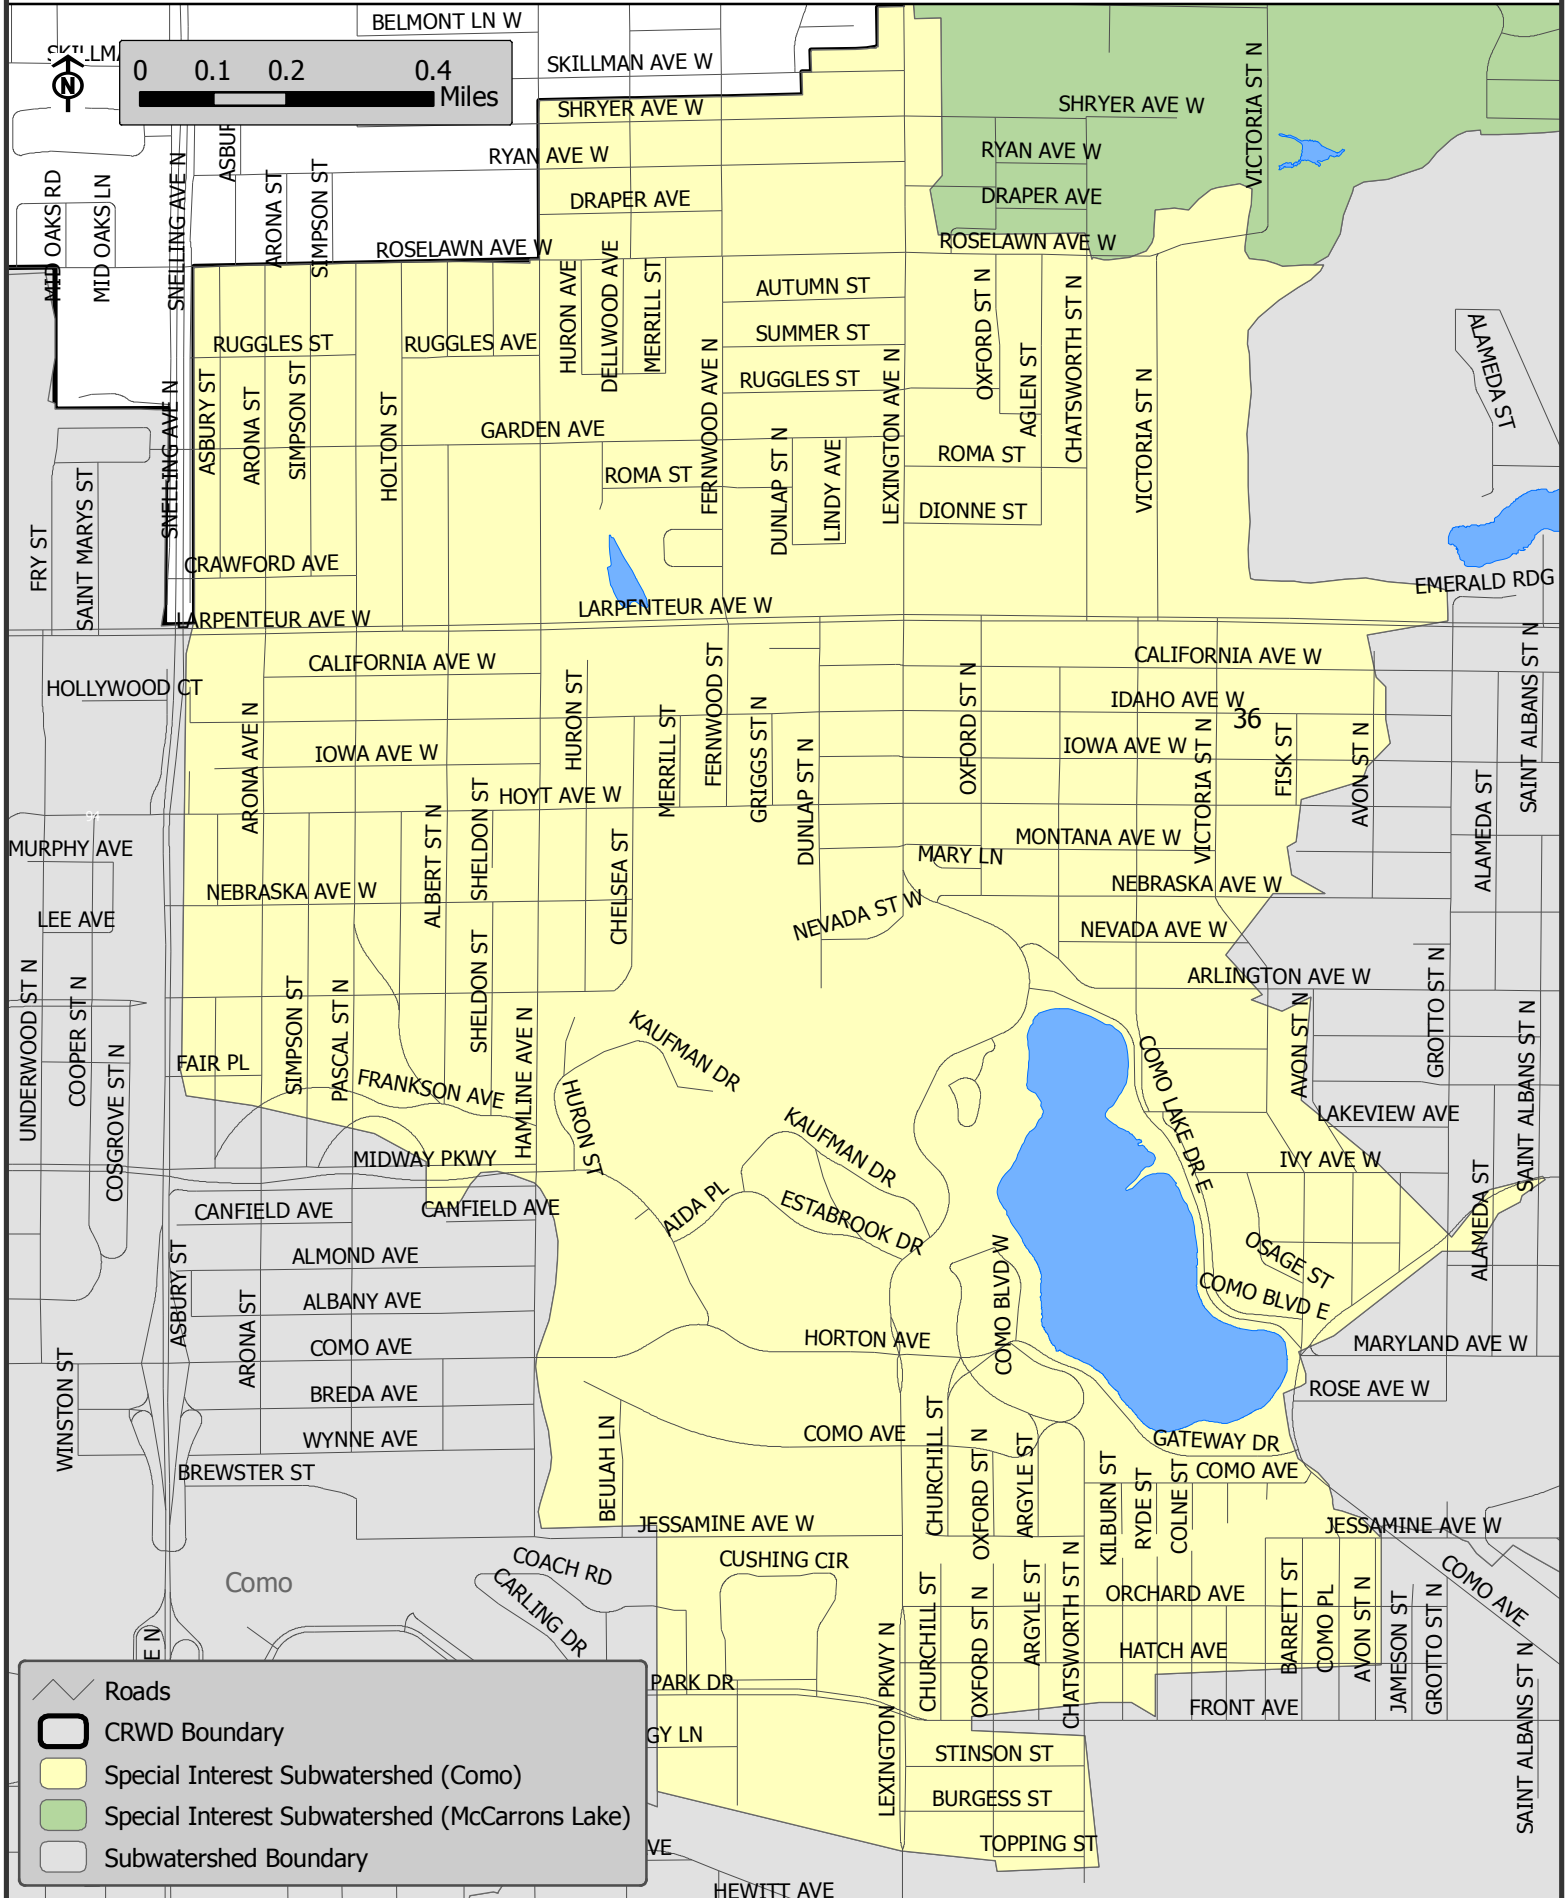 BELMONT LN W
SKILLMA
SKILLMAN AVE W
0 0.1 0.2 0.4
Miles
N
SHRYER AVE W
SHRYER AVE W
VICTORIA ST N
ASBUR
RYAN AVE W
RYAN AVE W
DRAPER AVE
DRAPER AVE
MID OAKS RD
MID OAKS LN
SNELLING AVE N
ARONA ST
SIMPSON ST
ROSELAWN AVE W
ROSELAWN AVE W
HURON AVE
DELLWOOD AVE
MERRILL ST
AUTUMN ST
SUMMER ST
RUGGLES ST
RUGGLES AVE
RUGGLES ST
OXFORD ST N
AGLEN ST
CHATSWORTH ST N
VICTORIA ST N
ALAMEDA ST
SNELLING AVE N
ASBURY ST
ARONA ST
SIMPSON ST
HOLTON ST
GARDEN AVE
FERNWOOD AVE N
LEXINGTON AVE N
ROMA ST
ROMA ST
DUNLAP ST N
LINDY AVE
DIONNE ST
FRY ST
SAINT MARYS ST
CRAWFORD AVE
EMERALD RDG
LARPENTEUR AVE W
LARPENTEUR AVE W
CALIFORNIA AVE W
CALIFORNIA AVE W
HOLLYWOOD CT
IDAHO AVE W
36
ARONA AVE N
IOWA AVE W
IOWA AVE W
HURON ST
MERRILL ST
FERNWOOD ST
GRIGGS ST N
DUNLAP ST N
OXFORD ST N
VICTORIA ST N
FISK ST
AVON ST N
SAINT ALBANS ST N
ALAMEDA ST
HOYT AVE W
94
MURPHY AVE
ALBERT ST N
SHELDON ST
CHELSEA ST
MONTANA AVE W
MARY LN
NEBRASKA AVE W
NEBRASKA AVE W
LEE AVE
NEVADA ST W
NEVADA AVE W
ARLINGTON AVE W
UNDERWOOD ST N
COOPER ST N
COSGROVE ST N
SIMPSON ST
PASCAL ST N
SHELDON ST
HAMLINE AVE N
KAUFMAN DR
COMO LAKE DR E
AVON ST N
GROTTO ST N
SAINT ALBANS ST N
FAIR PL
FRANKSON AVE
HURON ST
KAUFMAN DR
LAKEVIEW AVE
MIDWAY PKWY
IVY AVE W
AIDA PL
ESTABROOK DR
CANFIELD AVE
CANFIELD AVE
ALAMEDA ST
ASBURY ST
ALMOND AVE
COMO BLVD W
OSAGE ST
COMO BLVD E
ARONA ST
ALBANY AVE
COMO AVE
HORTON AVE
MARYLAND AVE W
WINSTON ST
BREDA AVE
ROSE AVE W
WYNNE AVE
BEULAH LN
COMO AVE
CHURCHILL ST
OXFORD ST N
ARGYLE ST
GATEWAY DR
COMO AVE
BREWSTER ST
KILBURN ST
RYDE ST
COLNE ST
JESSAMINE AVE W
JESSAMINE AVE W
Como
COACH RD
CARLING DR
CUSHING CIR
CHURCHILL ST
OXFORD ST N
ARGYLE ST
CHATSWORTH ST N
ORCHARD AVE
BARRETT ST
COMO PL
AVON ST N
JAMESON ST
GROTTO ST N
COMO AVE
HATCH AVE
E N
PARK DR
LEXINGTON PKWY N
FRONT AVE
SAINT ALBANS ST N
GY LN
STINSON ST
BURGESS ST
TOPPING ST
VE
HEWITT AVE
Roads
CRWD Boundary
Special Interest Subwatershed (Como)
Special Interest Subwatershed (McCarrons Lake)
Subwatershed Boundary